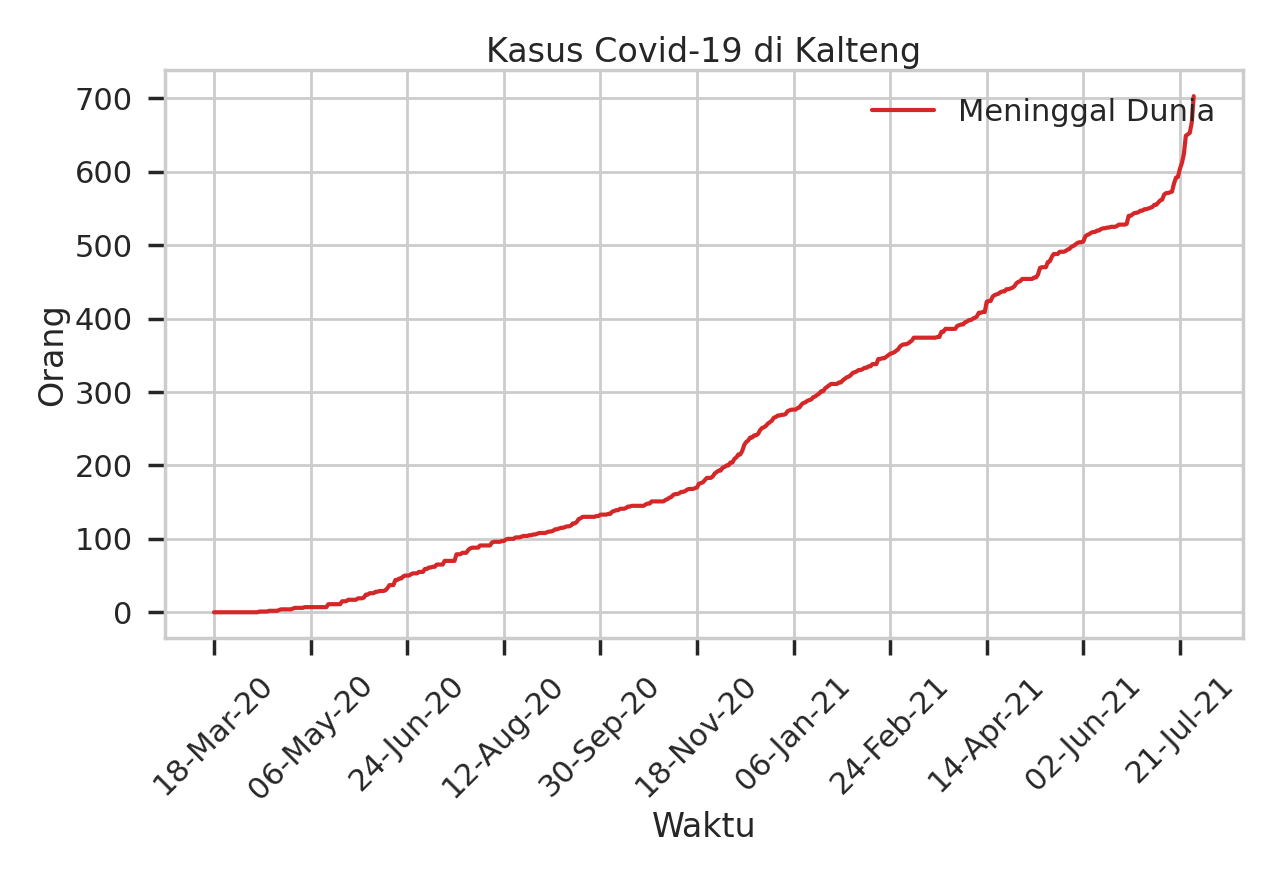 Kasus Covid-19 di Kalteng
Meninggal Dunia
700
600
500
400
300
200
100
0
Orang
18-Mar-20
06-May-20
24-Jun-20
12-Aug-20
30-Sep-20
18-Nov-20
06-Jan-21
24-Feb-21
14-Apr-21
02-Jun-21
21-Jul-21
Waktu